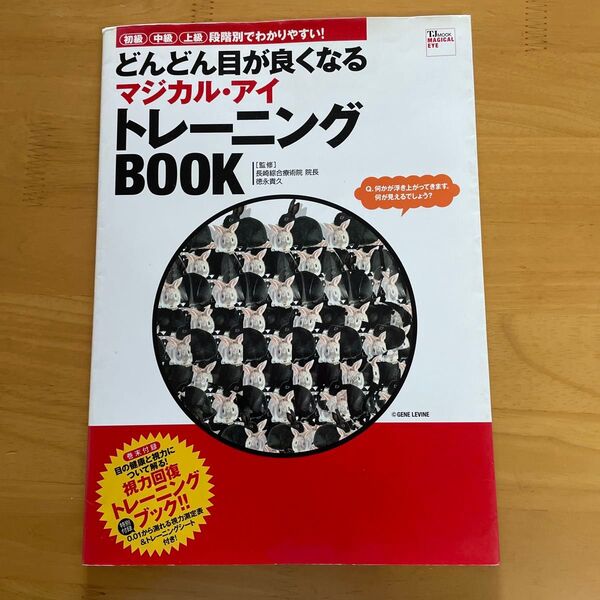 初級 中級 上級 段階別でわかりやすい!
TJ MOOK
MAGICAL
EYE
どんどん目が良くなる
マジカル・アイ
トレーニング
BOOK
[監修]
長崎綜合療術院 院長
徳永貴久
Q. 何かが浮き上がってきます。
何が見えるでしょう?
©GENE LEVINE
巻末付録
目の健康と視力に
ついて解る!
視力回復
トレーニング
ブック!!
特別付録
0.01から測れる視力測定表
&トレーニングシート
付き!